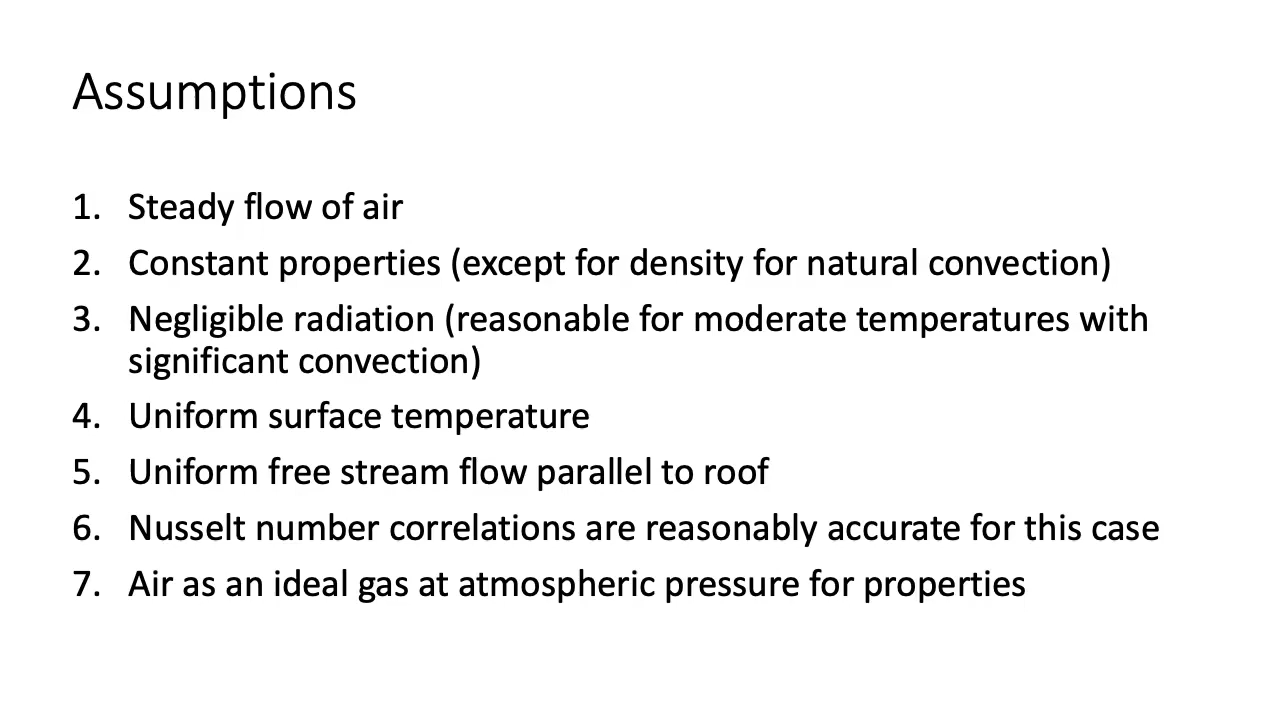 Assumptions
1. Steady flow of air
2. Constant properties (except for density for natural convection)
3. Negligible radiation (reasonable for moderate temperatures with
significant convection)
4. Uniform surface temperature
5. Uniform free stream flow parallel to roof
6. Nusselt number correlations are reasonably accurate for this case
7. Air as an ideal gas at atmospheric pressure for properties